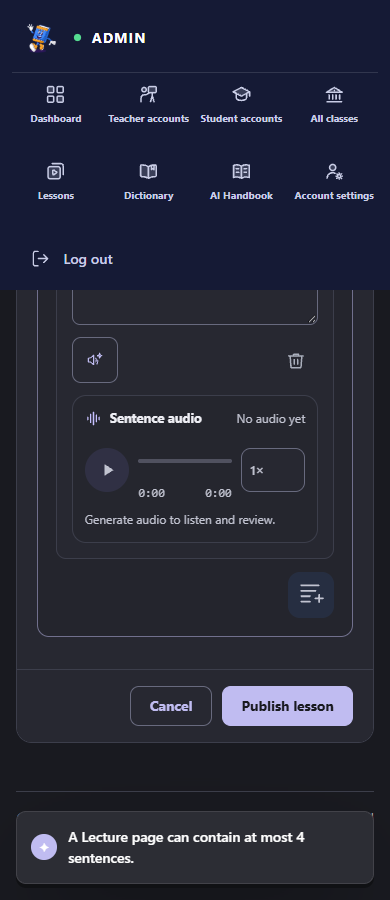 ADMIN
Dashboard
Teacher accounts
Student accounts
All classes
Lessons
Dictionary
AI Handbook
Account settings
Log out
Sentence audio
No audio yet
1×
0:00
0:00
Generate audio to listen and review.
Cancel
Publish lesson
A Lecture page can contain at most 4
sentences.